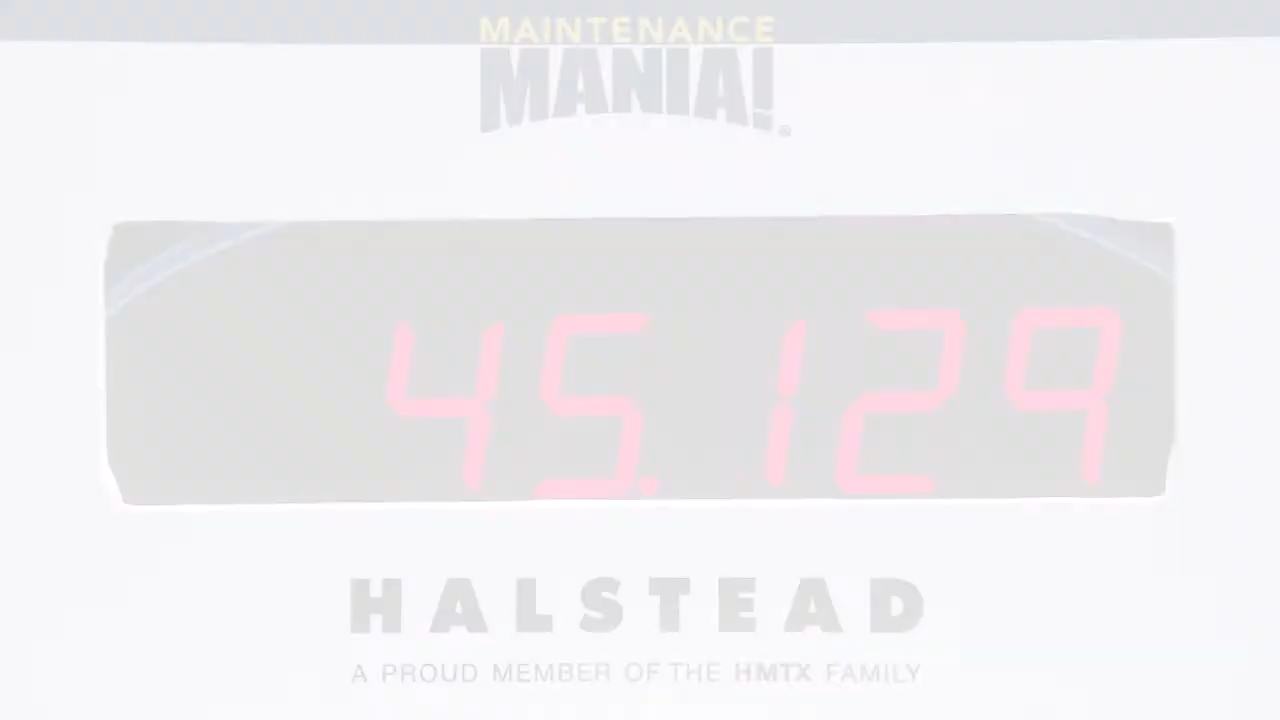 MAINTENANCE
MANIA!®
45.129
HALSTEAD
A PROUD MEMBER OF THE HMTX FAMILY